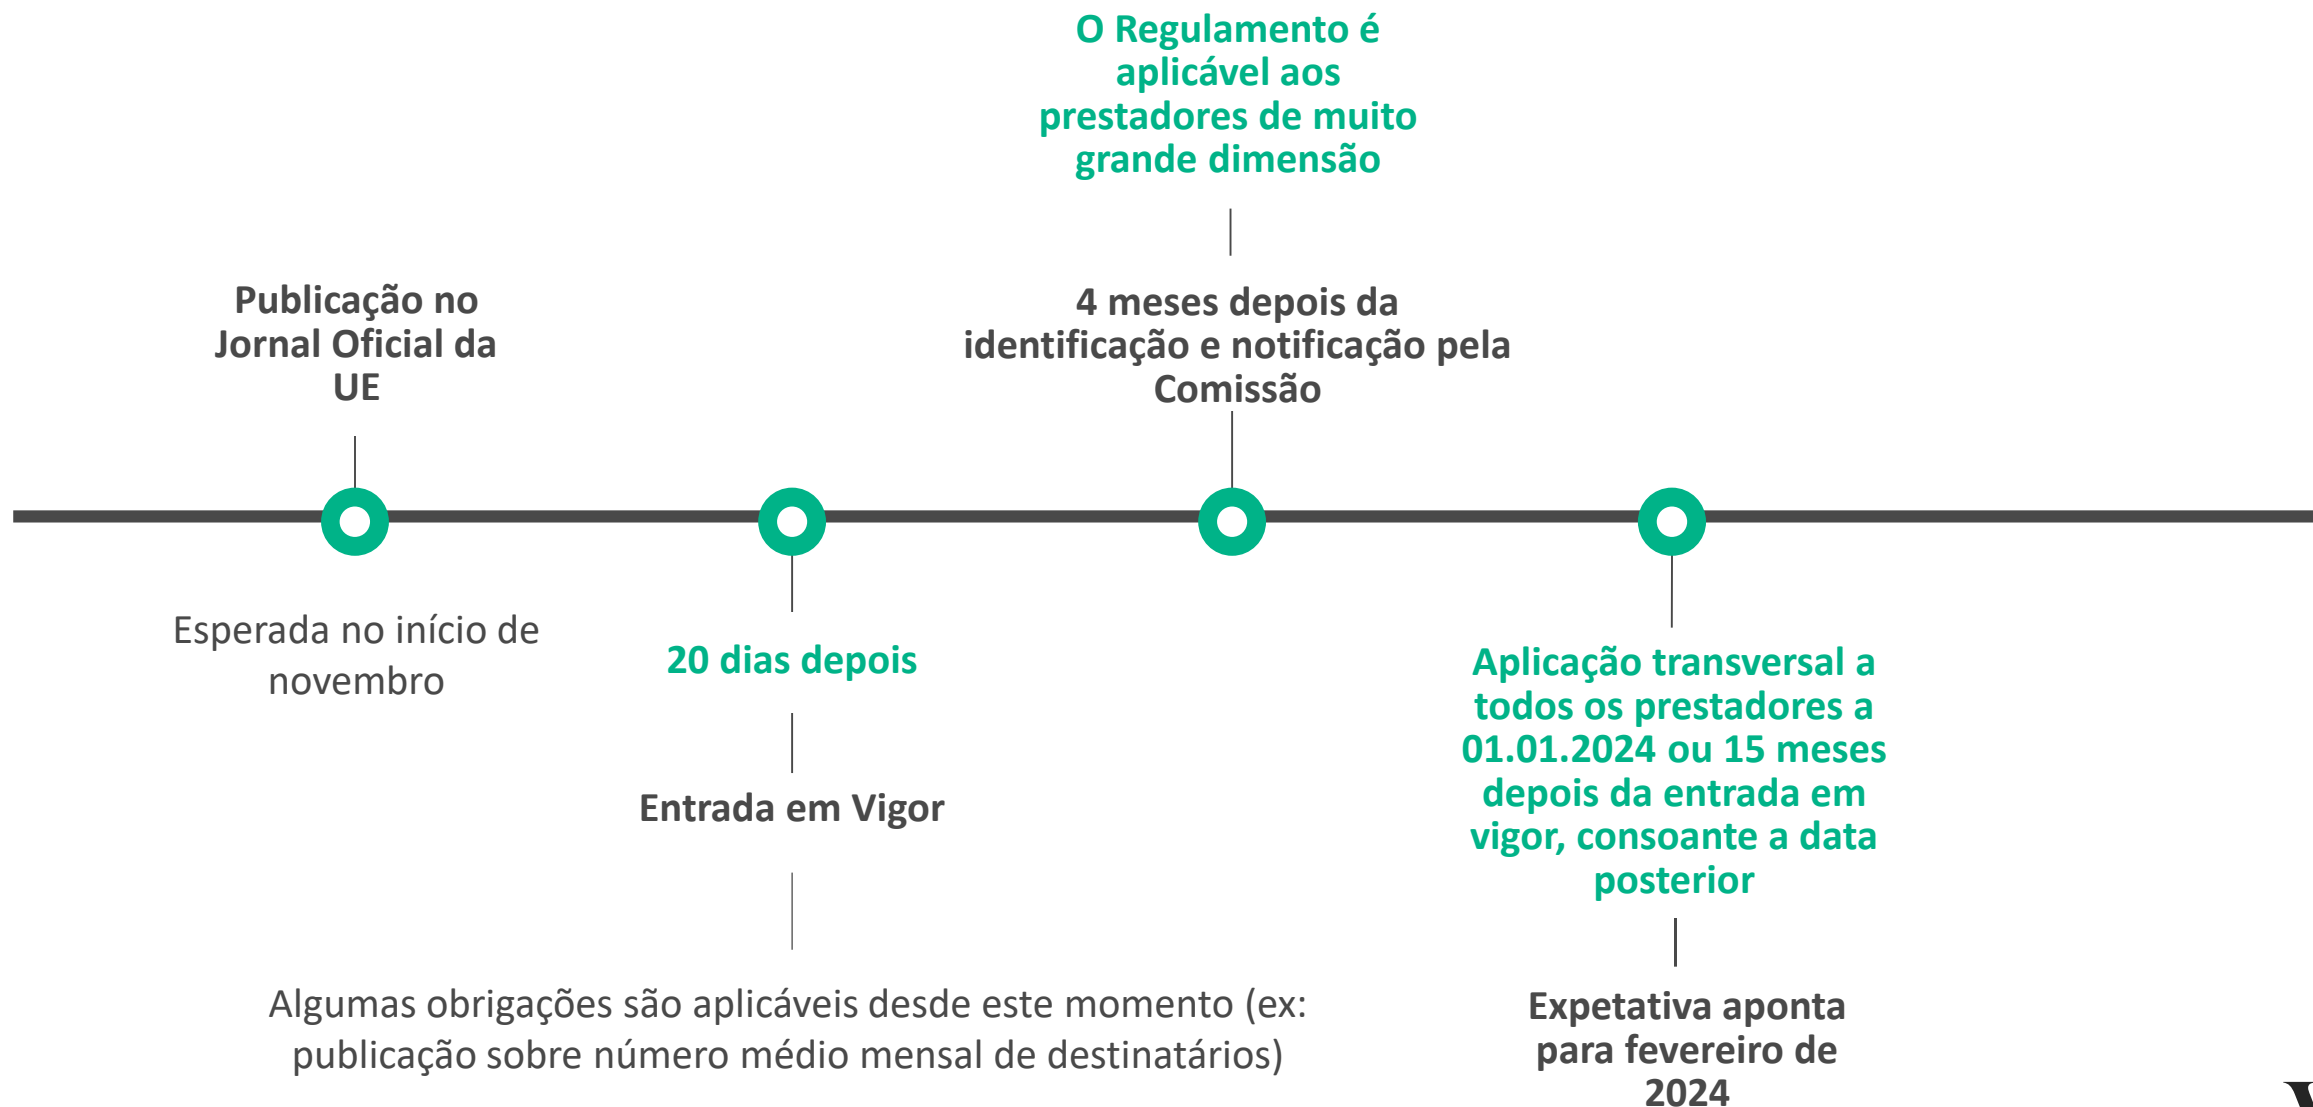 O Regulamento é
aplicável aos
prestadores de muito
grande dimensão
Publicação no
Jornal Oficial da
UE
4 meses depois da
identificação e notificação pela
Comissão
Esperada no início de
novembro
20 dias depois
Entrada em Vigor
Algumas obrigações são aplicáveis desde este momento (ex:
publicação sobre número médio mensal de destinatários)
Aplicação transversal a
todos os prestadores a
01.01.2024 ou 15 meses
depois da entrada em
vigor, consoante a data
posterior
Expetativa aponta
para fevereiro de
2024